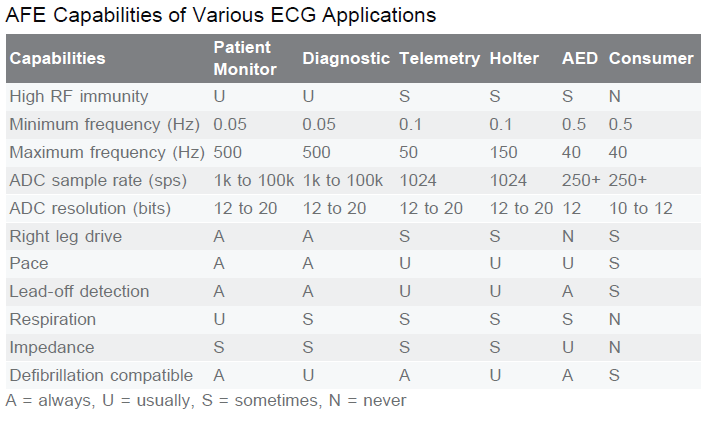 AFE Capabilities of Various ECG Applications
Capabilities Patient Monitor Diagnostic Telemetry Holter AED Consumer
High RF immunity U U S S S N
Minimum frequency (Hz) 0.05 0.05 0.1 0.1 0.5 0.5
Maximum frequency (Hz) 500 500 50 150 40 40
ADC sample rate (sps) 1k to 100k 1k to 100k 1024 1024 250+ 250+
ADC resolution (bits) 12 to 20 12 to 20 12 to 20 12 to 20 12 10 to 12
Right leg drive A A S S N S
Pace A A U U U S
Lead-off detection A A U U A S
Respiration U S S S S N
Impedance S S S S U N
Defibrillation compatible A U A U A S
A = always, U = usually, S = sometimes, N = never